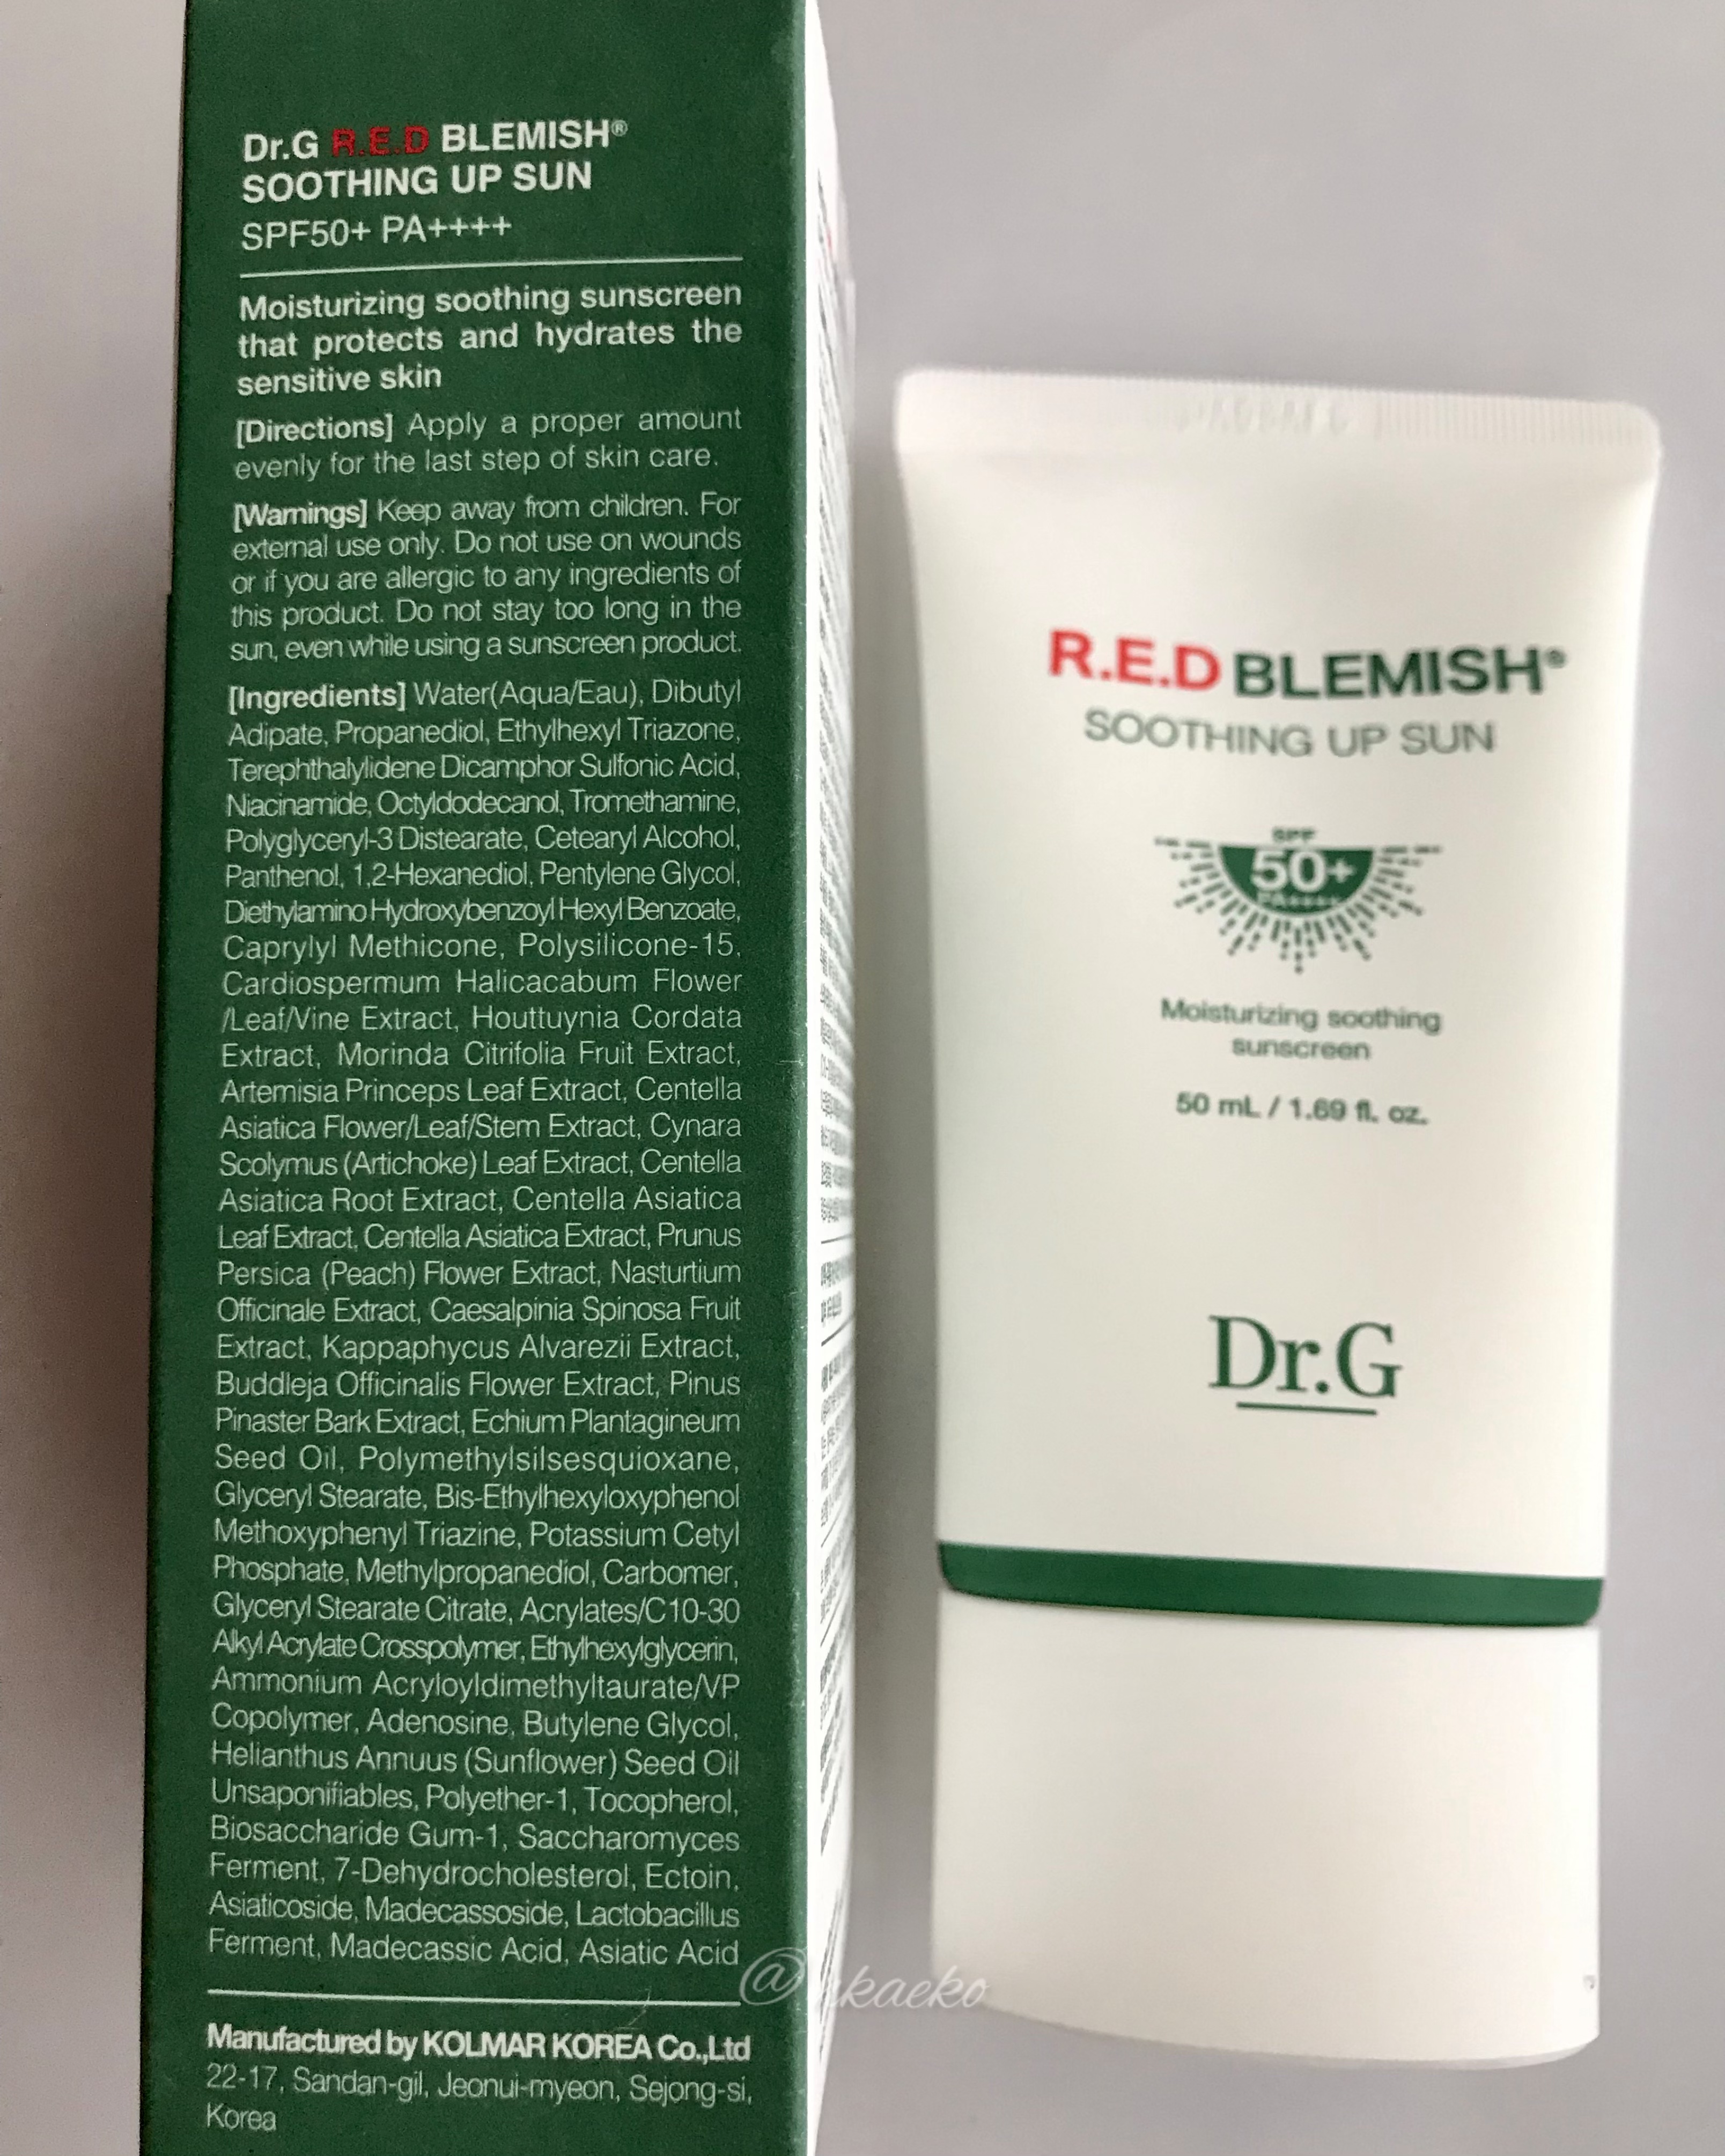 Dr.G R.E.D BLEMISH®
SOOTHING UP SUN
SPF50+ PA++++
Moisturizing soothing sunscreen
that protects and hydrates the
sensitive skin
[Directions] Apply a proper amount
evenly for the last step of skin care.
[Warnings] Keep away from children. For
external use only. Do not use on wounds
or if you are allergic to any ingredients of
this product. Do not stay too long in the
sun, even while using a sunscreen product.
[Ingredients] Water(Aqua/Eau), Dibutyl
Adipate, Propanediol, Ethylhexyl Triazone,
Terephthalylidene Dicamphor Sulfonic Acid,
Niacinamide, Octyldodecanol, Tromethamine,
Polyglyceryl-3 Distearate, Cetearyl Alcohol,
Panthenol, 1,2-Hexanediol, Pentylene Glycol,
Diethylamino Hydroxybenzoyl Hexyl Benzoate,
Caprylyl Methicone, Polysilicone-15,
Cardiospermum Halicacabum Flower
/Leaf/Vine Extract, Houttuynia Cordata
Extract, Morinda Citrifolia Fruit Extract,
Artemisia Princeps Leaf Extract, Centella
Asiatica Flower/Leaf/Stem Extract, Cynara
Scolymus (Artichoke) Leaf Extract, Centella
Asiatica Root Extract, Centella Asiatica
Leaf Extract, Centella Asiatica Extract, Prunus
Persica (Peach) Flower Extract, Nasturtium
Officinale Extract, Caesalpinia Spinosa Fruit
Extract, Kappaphycus Alvarezii Extract,
Buddleja Officinalis Flower Extract, Pinus
Pinaster Bark Extract, Echium Plantagineum
Seed Oil, Polymethylsilsesquioxane,
Glyceryl Stearate, Bis-Ethylhexyloxyphenol
Methoxyphenyl Triazine, Potassium Cetyl
Phosphate, Methylpropanediol, Carbomer,
Glyceryl Stearate Citrate, Acrylates/C10-30
Alkyl Acrylate Crosspolymer, Ethylhexylglycerin,
Ammonium Acryloyldimethyltaurate/VP
Copolymer, Adenosine, Butylene Glycol,
Helianthus Annuus (Sunflower) Seed Oil
Unsaponifiables, Polyether-1, Tocopherol,
Biosaccharide Gum-1, Saccharomyces
Ferment, 7-Dehydrocholesterol, Ectoin,
Asiaticoside, Madecassoside, Lactobacillus
Ferment, Madecassic Acid, Asiatic Acid
Manufactured by KOLMAR KOREA Co.,Ltd
22-17, Sandan-gil, Jeonui-myeon, Sejong-si,
Korea
R.E.D BLEMISH®
SOOTHING UP SUN
SPF
50+
PA++++
Moisturizing soothing
sunscreen
50 mL / 1.69 fl. oz.
Dr.G